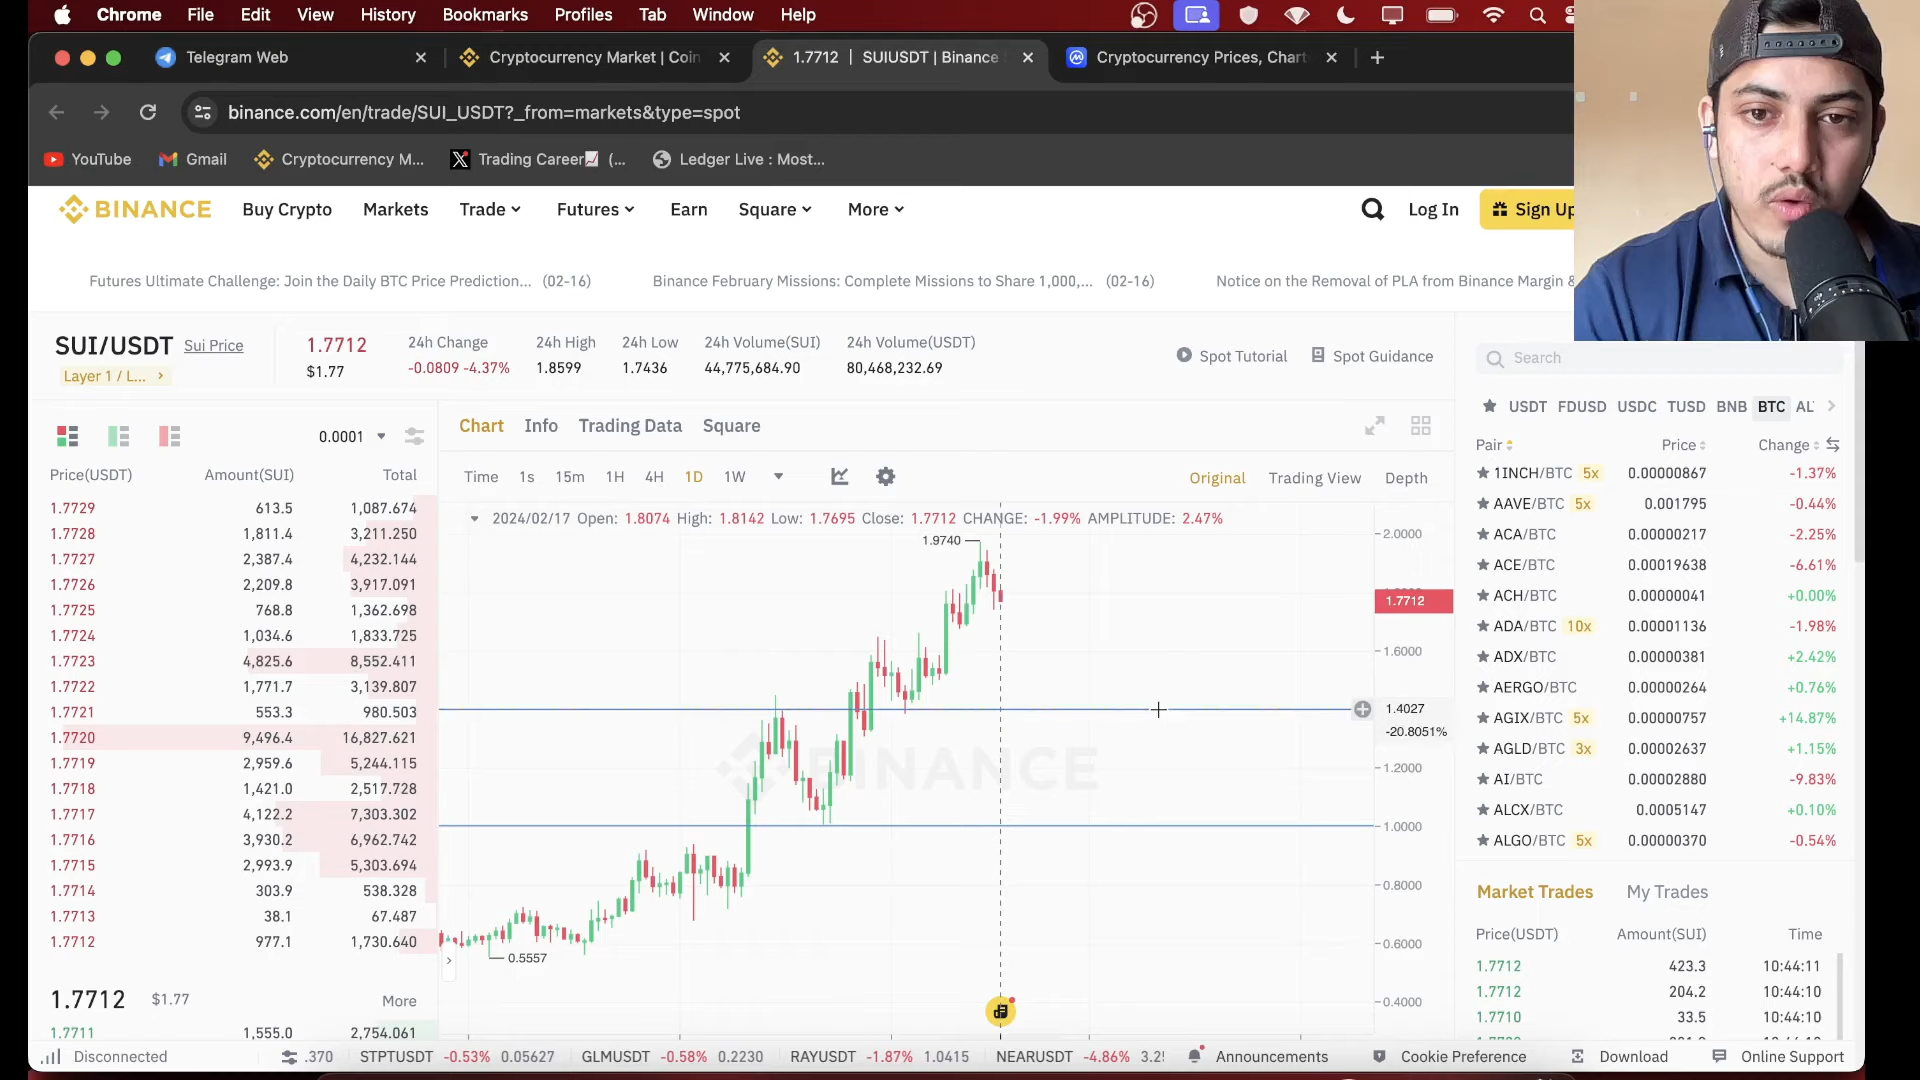 Chrome File Edit View History Bookmarks Profiles Tab Window Help
Telegram Web
Cryptocurrency Market | Coin
1.7712 | SUIUSDT | Binance
Cryptocurrency Prices, Chart
binance.com/en/trade/SUI_USDT?_from=markets&type=spot
YouTube Gmail Cryptocurrency M... Trading Career (... Ledger Live : Most...
BINANCE Buy Crypto Markets Trade Futures Earn Square More Log In Sign Up
Futures Ultimate Challenge: Join the Daily BTC Price Prediction... (02-16) Binance February Missions: Complete Missions to Share 1,000,... (02-16) Notice on the Removal of PLA from Binance Margin &
SUI/USDT Sui Price
Layer 1 / L...
1.7712
$1.77
24h Change
-0.0809 -4.37%
24h High
1.8599
24h Low
1.7436
24h Volume(SUI)
44,775,684.90
24h Volume(USDT)
80,468,232.69
Spot Tutorial Spot Guidance
0.0001
Price(USDT) Amount(SUI) Total
1.7729 613.5 1,087.674
1.7728 1,811.4 3,211.250
1.7727 2,387.4 4,232.144
1.7726 2,209.8 3,917.091
1.7725 768.8 1,362.698
1.7724 1,034.6 1,833.725
1.7723 4,825.6 8,552.411
1.7722 1,771.7 3,139.807
1.7721 553.3 980.503
1.7720 9,496.4 16,827.621
1.7719 2,959.6 5,244.115
1.7718 1,421.0 2,517.728
1.7717 4,122.2 7,303.302
1.7716 3,930.2 6,962.742
1.7715 2,993.9 5,303.694
1.7714 303.9 538.328
1.7713 38.1 67.487
1.7712 977.1 1,730.640
1.7712 $1.77 More
1.7711 1,555.0 2,754.061
Chart Info Trading Data Square
Time 1s 15m 1H 4H 1D 1W
Original Trading View Depth
2024/02/17 Open: 1.8074 High: 1.8142 Low: 1.7695 Close: 1.7712 CHANGE: -1.99% AMPLITUDE: 2.47%
1.9740
2.0000
1.7712
1.6000
1.4027
-20.8051%
1.2000
BINANCE
1.0000
0.8000
0.6000
0.5557
0.4000
Search
USDT FDUSD USDC TUSD BNB BTC AL
Pair Price Change
1INCH/BTC 5x 0.00000867 -1.37%
AAVE/BTC 5x 0.001795 -0.44%
ACA/BTC 0.00000217 -2.25%
ACE/BTC 0.00019638 -6.61%
ACH/BTC 0.00000041 +0.00%
ADA/BTC 10x 0.00001136 -1.98%
ADX/BTC 0.00000381 +2.42%
AERGO/BTC 0.00000264 +0.76%
AGIX/BTC 5x 0.00000757 +14.87%
AGLD/BTC 3x 0.00002637 +1.15%
AI/BTC 0.00002880 -9.83%
ALCX/BTC 0.0005147 +0.10%
ALGO/BTC 5x 0.00000370 -0.54%
Market Trades My Trades
Price(USDT) Amount(SUI) Time
1.7712 423.3 10:44:11
1.7712 204.2 10:44:10
1.7710 33.5 10:44:10
Disconnected .370 STPTUSDT -0.53% 0.05627 GLMUSDT -0.58% 0.2230 RAYUSDT -1.87% 1.0415 NEARUSDT -4.86% Announcements Cookie Preference Download Online Support